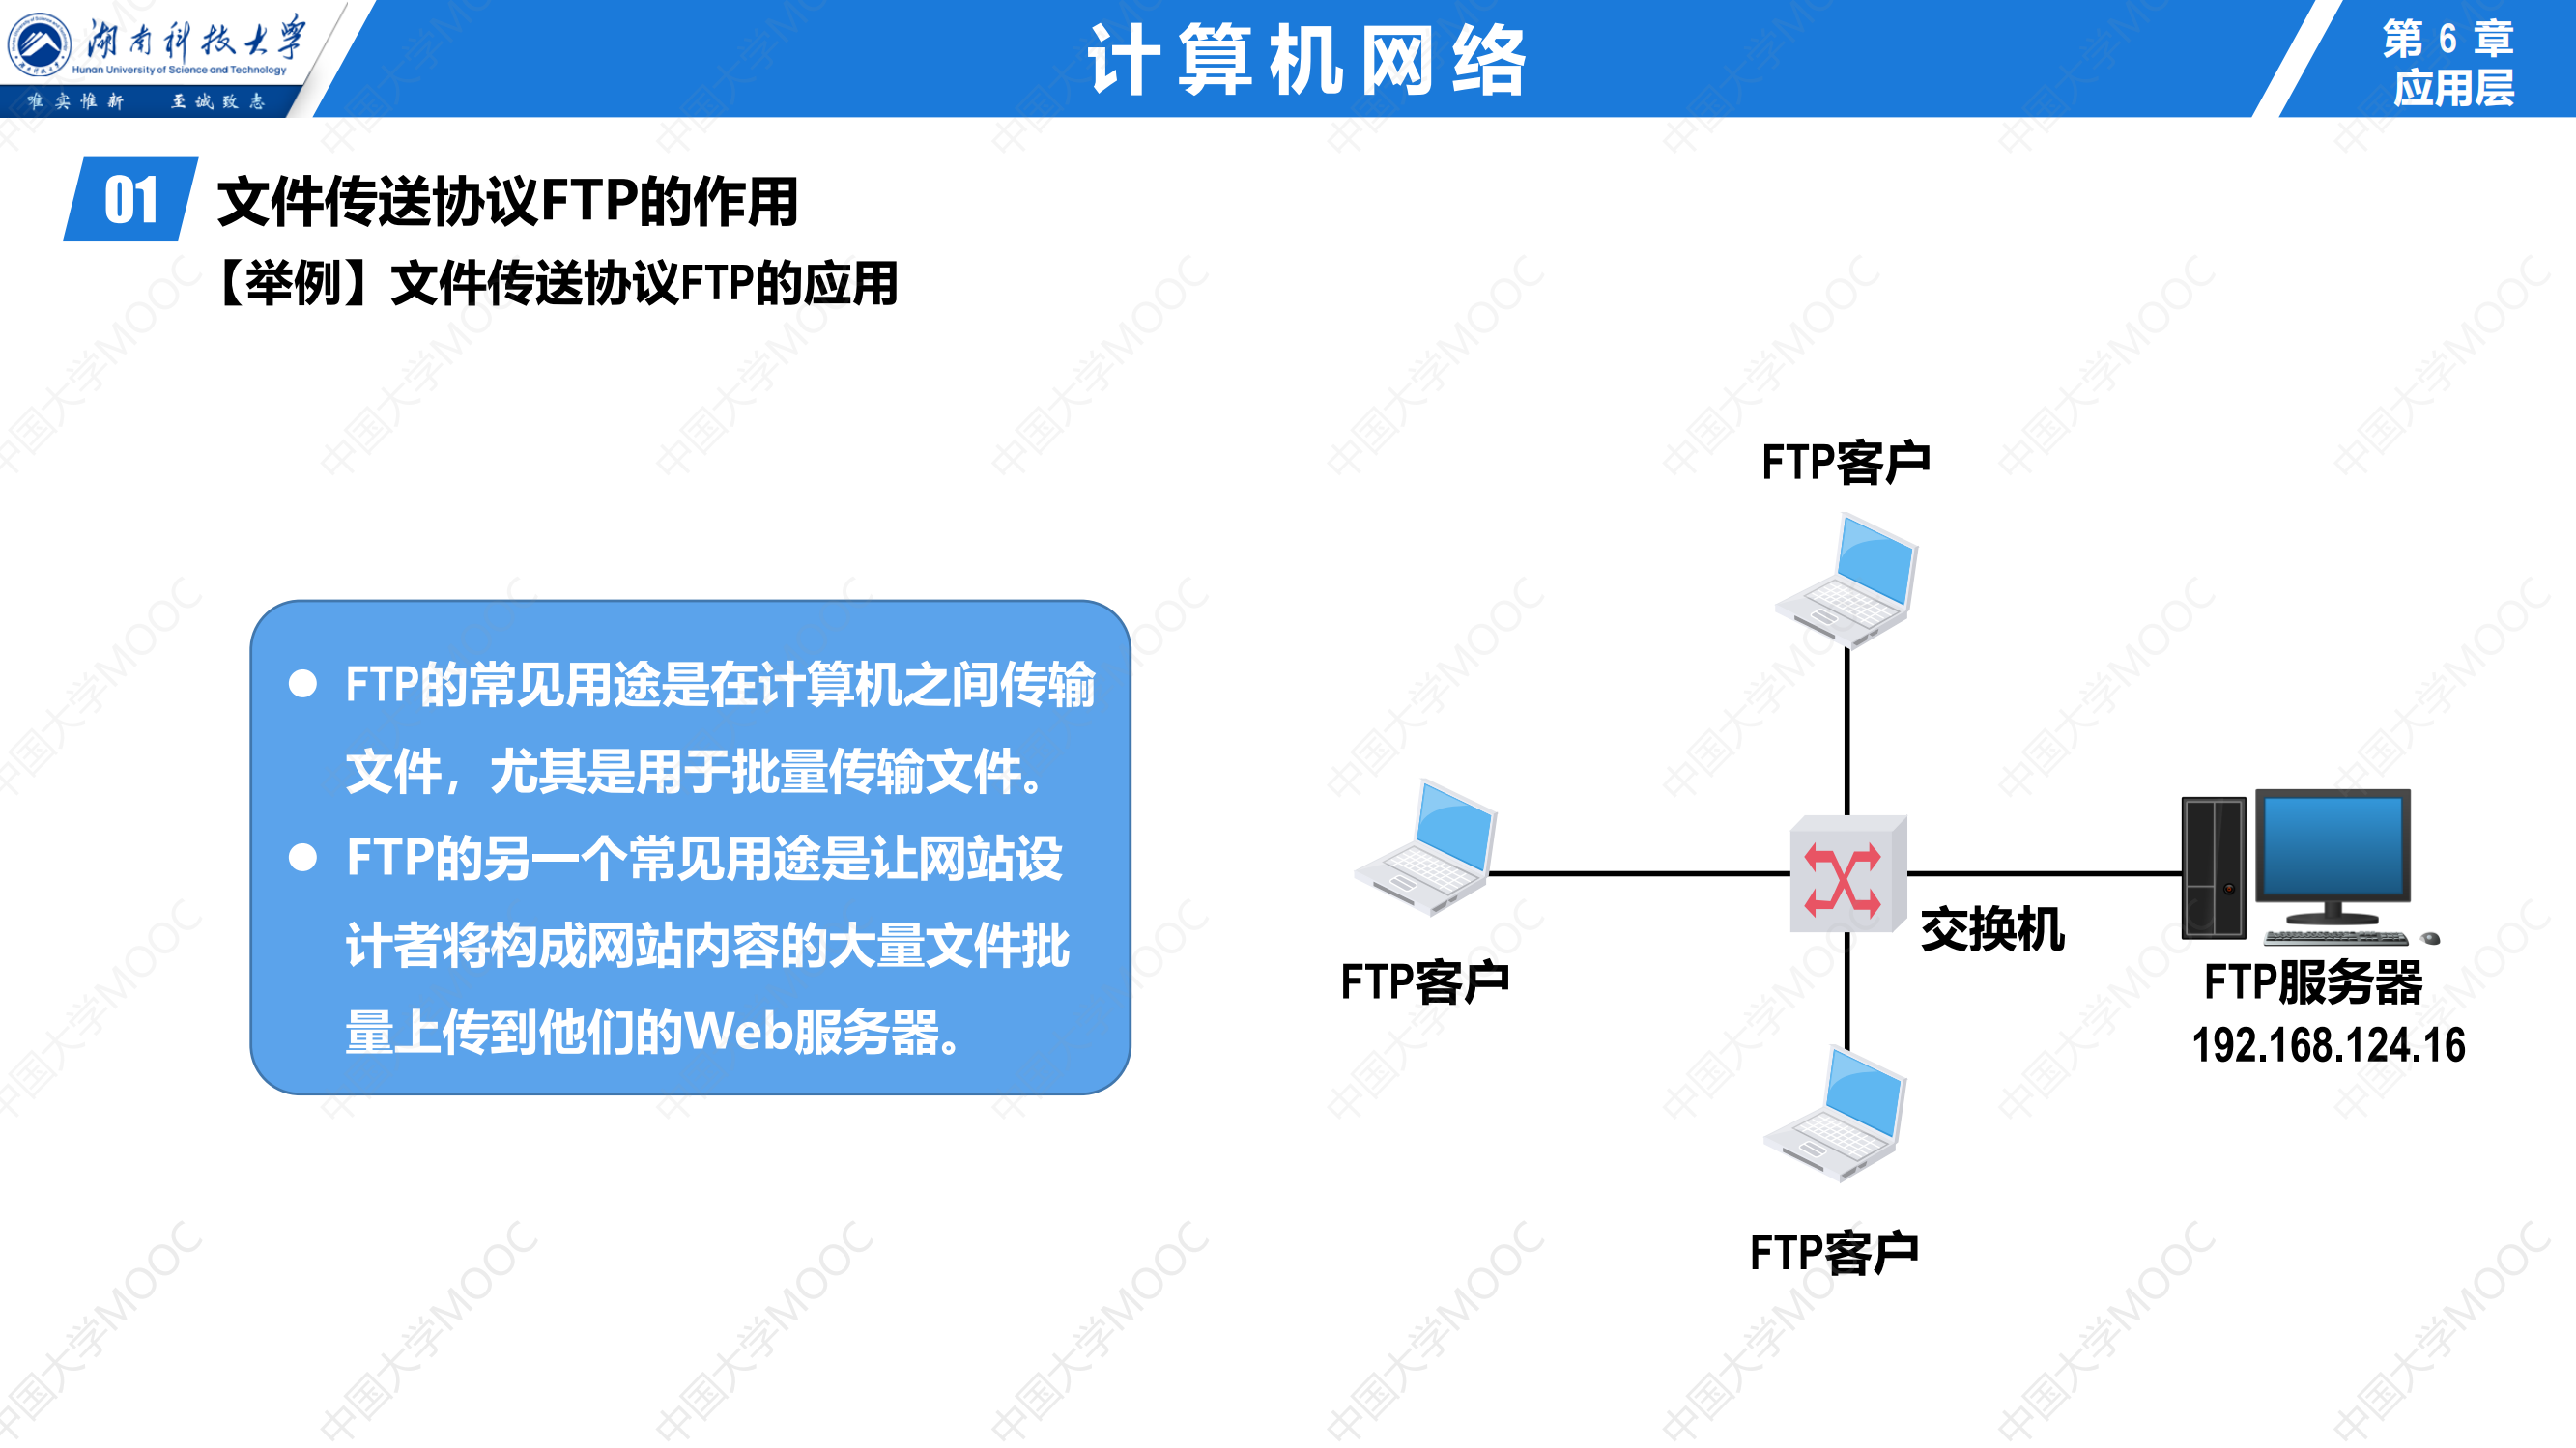 湖南科技大学
Hunan University of Science and Technology
唯实惟新 至诚致志
计算机网络
第 6 章
应用层
01 文件传送协议FTP的作用
【举例】文件传送协议FTP的应用
FTP客户
● FTP的常见用途是在计算机之间传输
文件，尤其是用于批量传输文件。
● FTP的另一个常见用途是让网站设
计者将构成网站内容的大量文件批
量上传到他们的Web服务器。
交换机
FTP客户
FTP服务器
192.168.124.16
FTP客户
中国大学MOOC